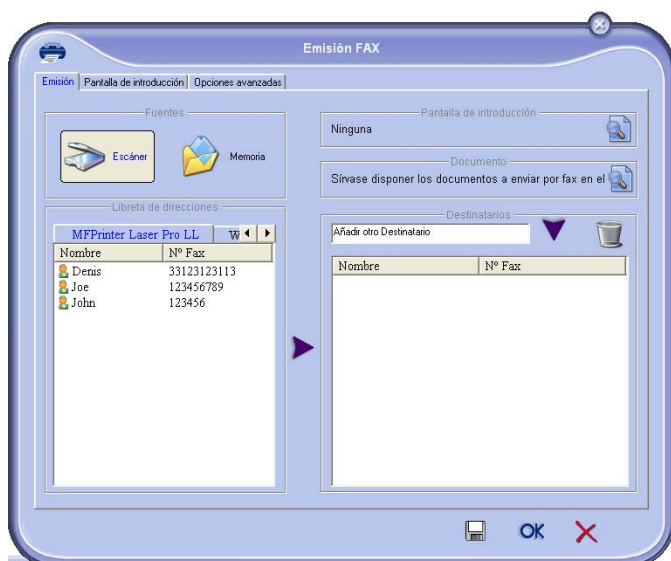 Emisión FAX
Emisión
Pantalla de introducción
Opciones avanzadas
Fuentes
Escáner
Memoria
Pantalla de introducción
Ninguna
Documento
Sírvase disponer los documentos a enviar por fax en el
Libreta de direcciones
MFPrinter Laser Pro LL
Nombre Nº Fax
Denis 33123123113
Joe 123456789
John 123456
Destinatarios
Añadir otro Destinatario
Nombre Nº Fax
OK